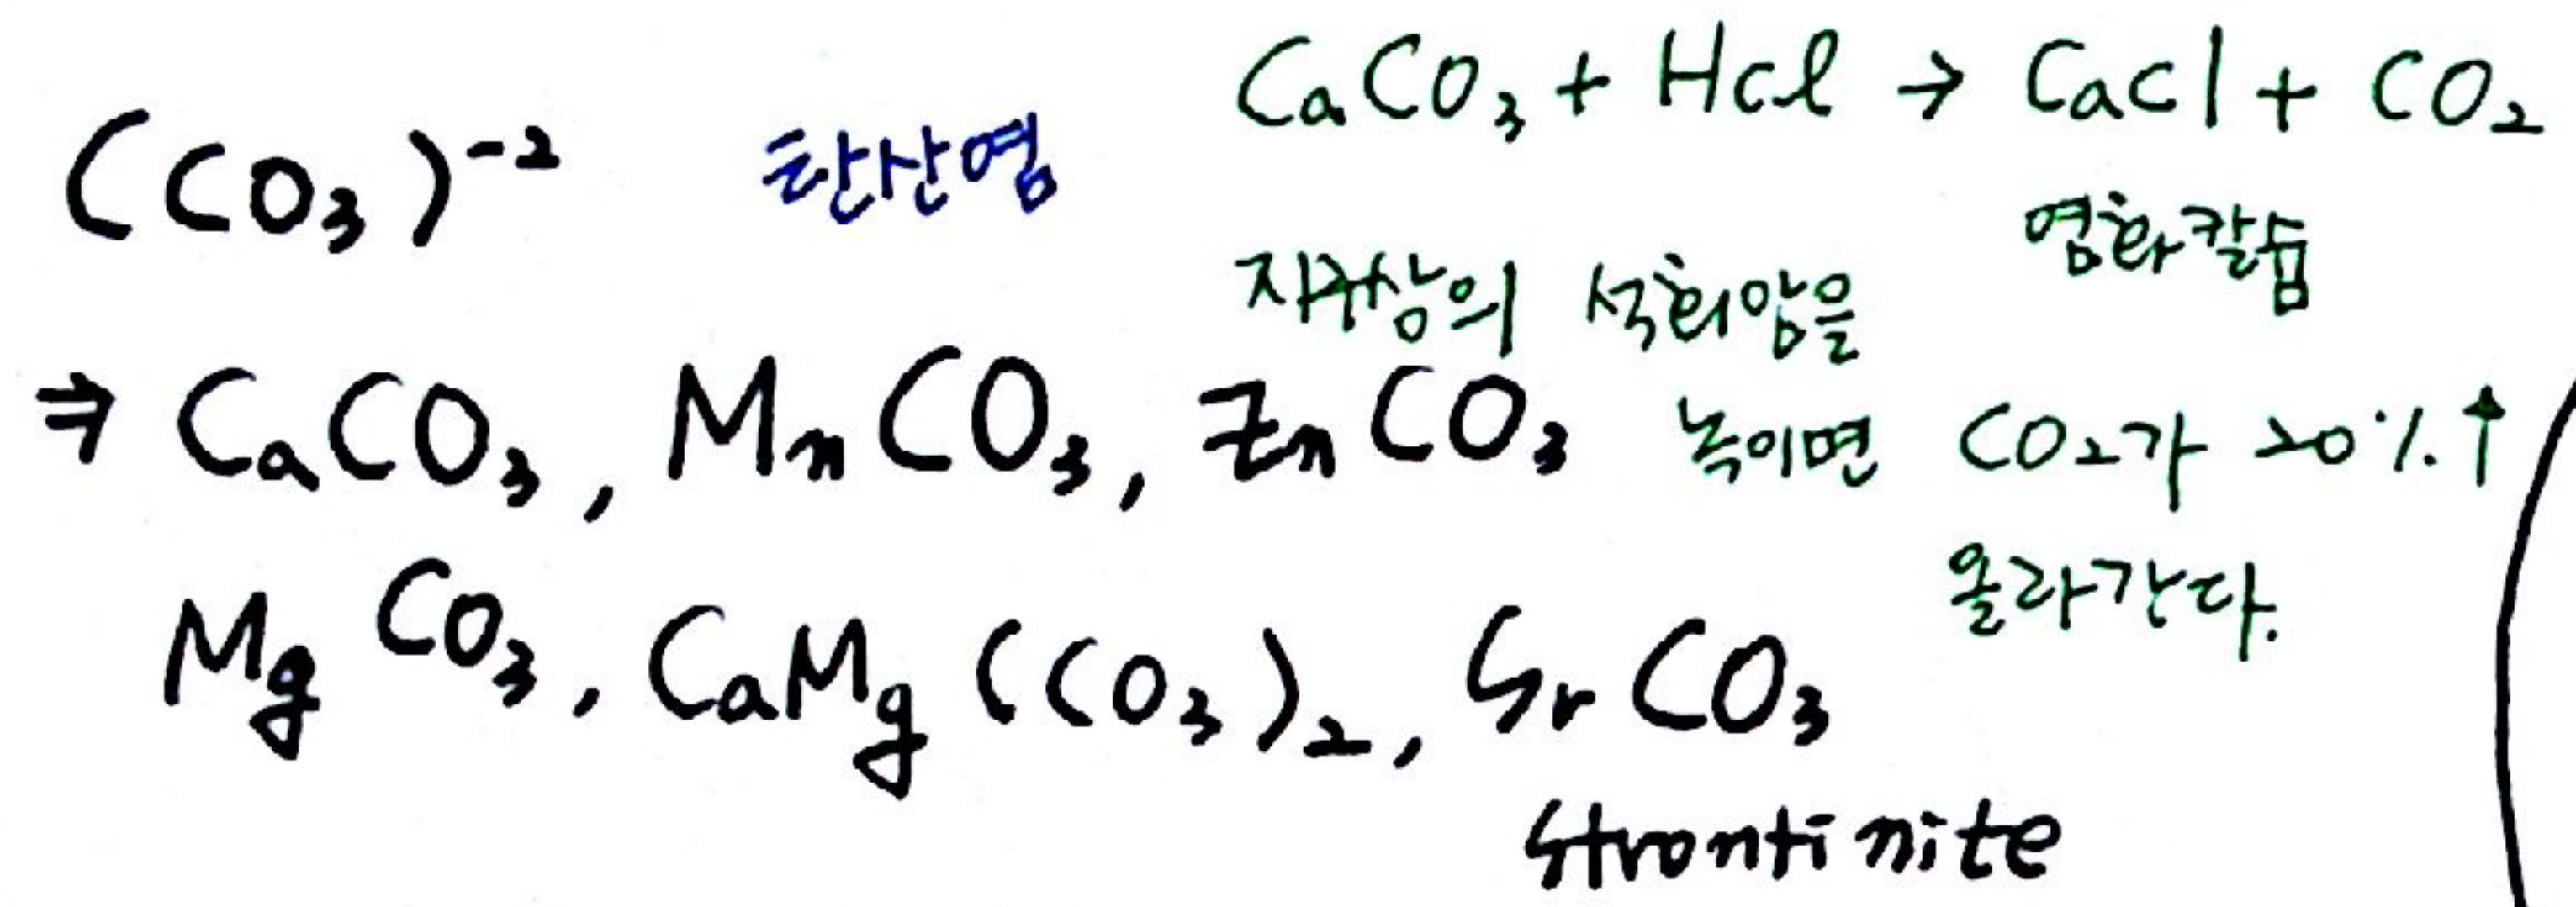 (CO₃)⁻² 탄산염
CaCO₃ + Hcl → CaCl + CO₂
염화칼슘
지구상의 석회암을
녹이면 CO₂가 20% ↑
올라간다.
⇒ CaCO₃, MnCO₃, ZnCO₃
MgCO₃, CaMg(CO₃)₂, SrCO₃
Strontinite